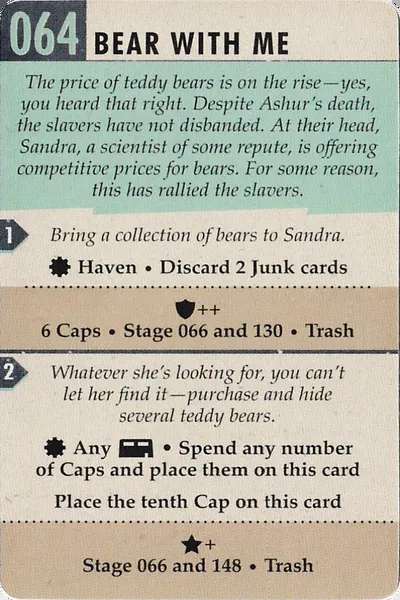 064 BEAR WITH ME
The price of teddy bears is on the rise—yes,
you heard that right. Despite Ashur's death,
the slavers have not disbanded. At their head,
Sandra, a scientist of some repute, is offering
competitive prices for bears. For some reason,
this has rallied the slavers.
1 Bring a collection of bears to Sandra.
Haven • Discard 2 Junk cards
++
6 Caps • Stage 066 and 130 • Trash
2 Whatever she's looking for, you can't
let her find it—purchase and hide
several teddy bears.
Any • Spend any number
of Caps and place them on this card
Place the tenth Cap on this card
+
Stage 066 and 148 • Trash